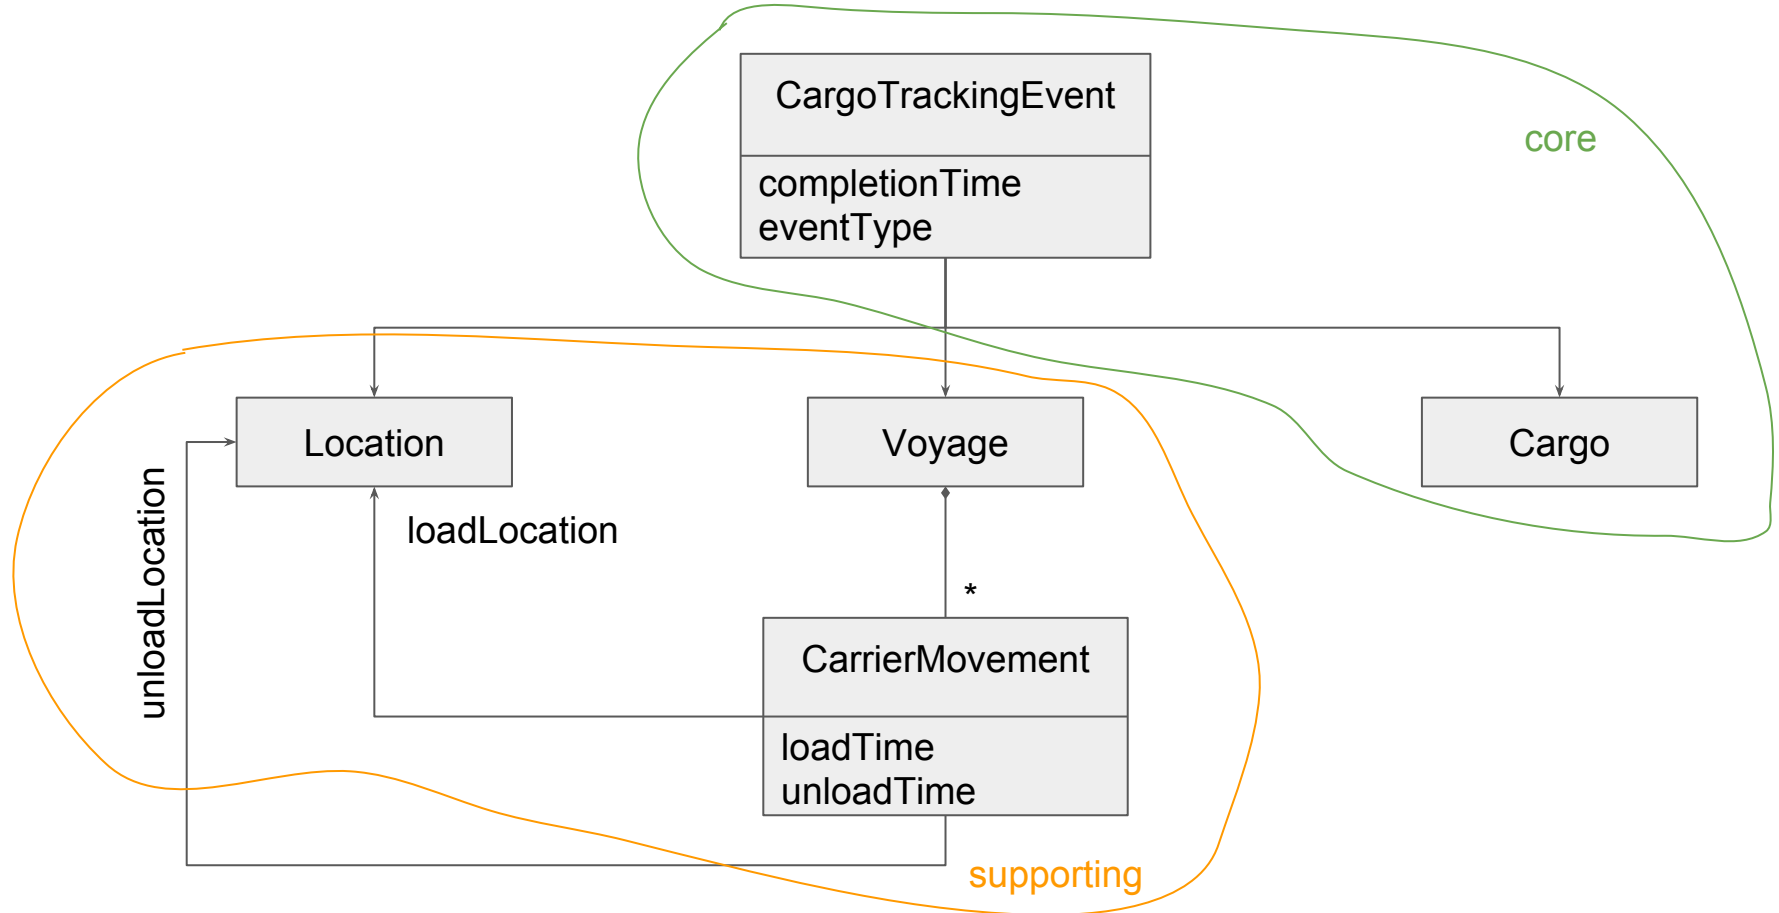 CargoTrackingEvent
core
completionTime
eventType
Location
Voyage
Cargo
unloadLocation
loadLocation
*
CarrierMovement
loadTime
unloadTime
supporting